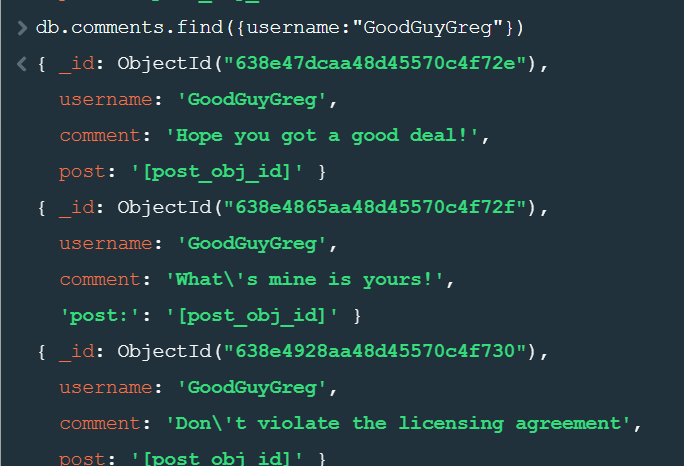 > db.comments.find({username:"GoodGuyGreg"})
< { _id: ObjectId("638e47dcaa48d45570c4f72e"),
username: 'GoodGuyGreg',
comment: 'Hope you got a good deal!',
post: '[post_obj_id]' }
{ _id: ObjectId("638e4865aa48d45570c4f72f"),
username: 'GoodGuyGreg',
comment: 'What\'s mine is yours!',
'post:': '[post_obj_id]' }
{ _id: ObjectId("638e4928aa48d45570c4f730"),
username: 'GoodGuyGreg',
comment: 'Don\'t violate the licensing agreement',
post: '[post_obj_id]' }